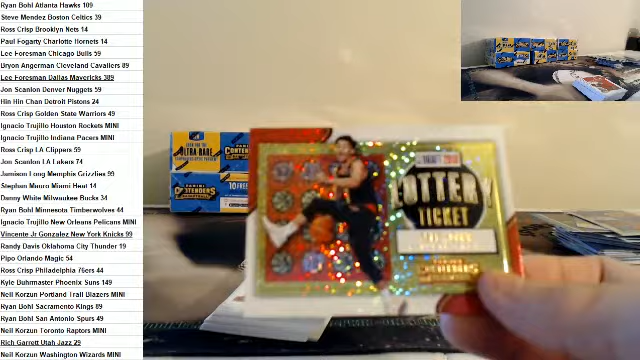 Ryan Bohl Atlanta Hawks 109
Steve Mendez Boston Celtics 39
Ross Crisp Brooklyn Nets 14
Paul Fogarty Charlotte Hornets 14
Lee Foresman Chicago Bulls 59
Bryon Angerman Cleveland Cavaliers 89
Lee Foresman Dallas Mavericks 389
Jon Scanlon Denver Nuggets 59
Hin Hin Chan Detroit Pistons 24
Ross Crisp Golden State Warriors 49
Ignacio Trujillo Houston Rockets MINI
Ignacio Trujillo Indiana Pacers MINI
Ross Crisp LA Clippers 59
Jon Scanlon LA Lakers 74
Jamison Long Memphis Grizzlies 99
Stephan Mauro Miami Heat 14
Danny White Milwaukee Bucks 34
Ryan Bohl Minnesota Timberwolves 44
Ignacio Trujillo New Orleans Pelicans MINI
Vincente Jr Gonzalez New York Knicks 99
Randy Davis Oklahoma City Thunder 19
Pipo Orlando Magic 54
Ross Crisp Philadelphia 76ers 44
Kyle Buhrmaster Phoenix Suns 149
Neil Korzun Portland Trail Blazers MINI
Ryan Bohl Sacramento Kings 89
Ryan Bohl San Antonio Spurs 49
Neil Korzun Toronto Raptors MINI
Rich Garrett Utah Jazz 29
Neil Korzun Washington Wizards MINI
LOTTERY
TICKET
ULTRA-RARE
PANINI
CONTENDERS
10 FREE